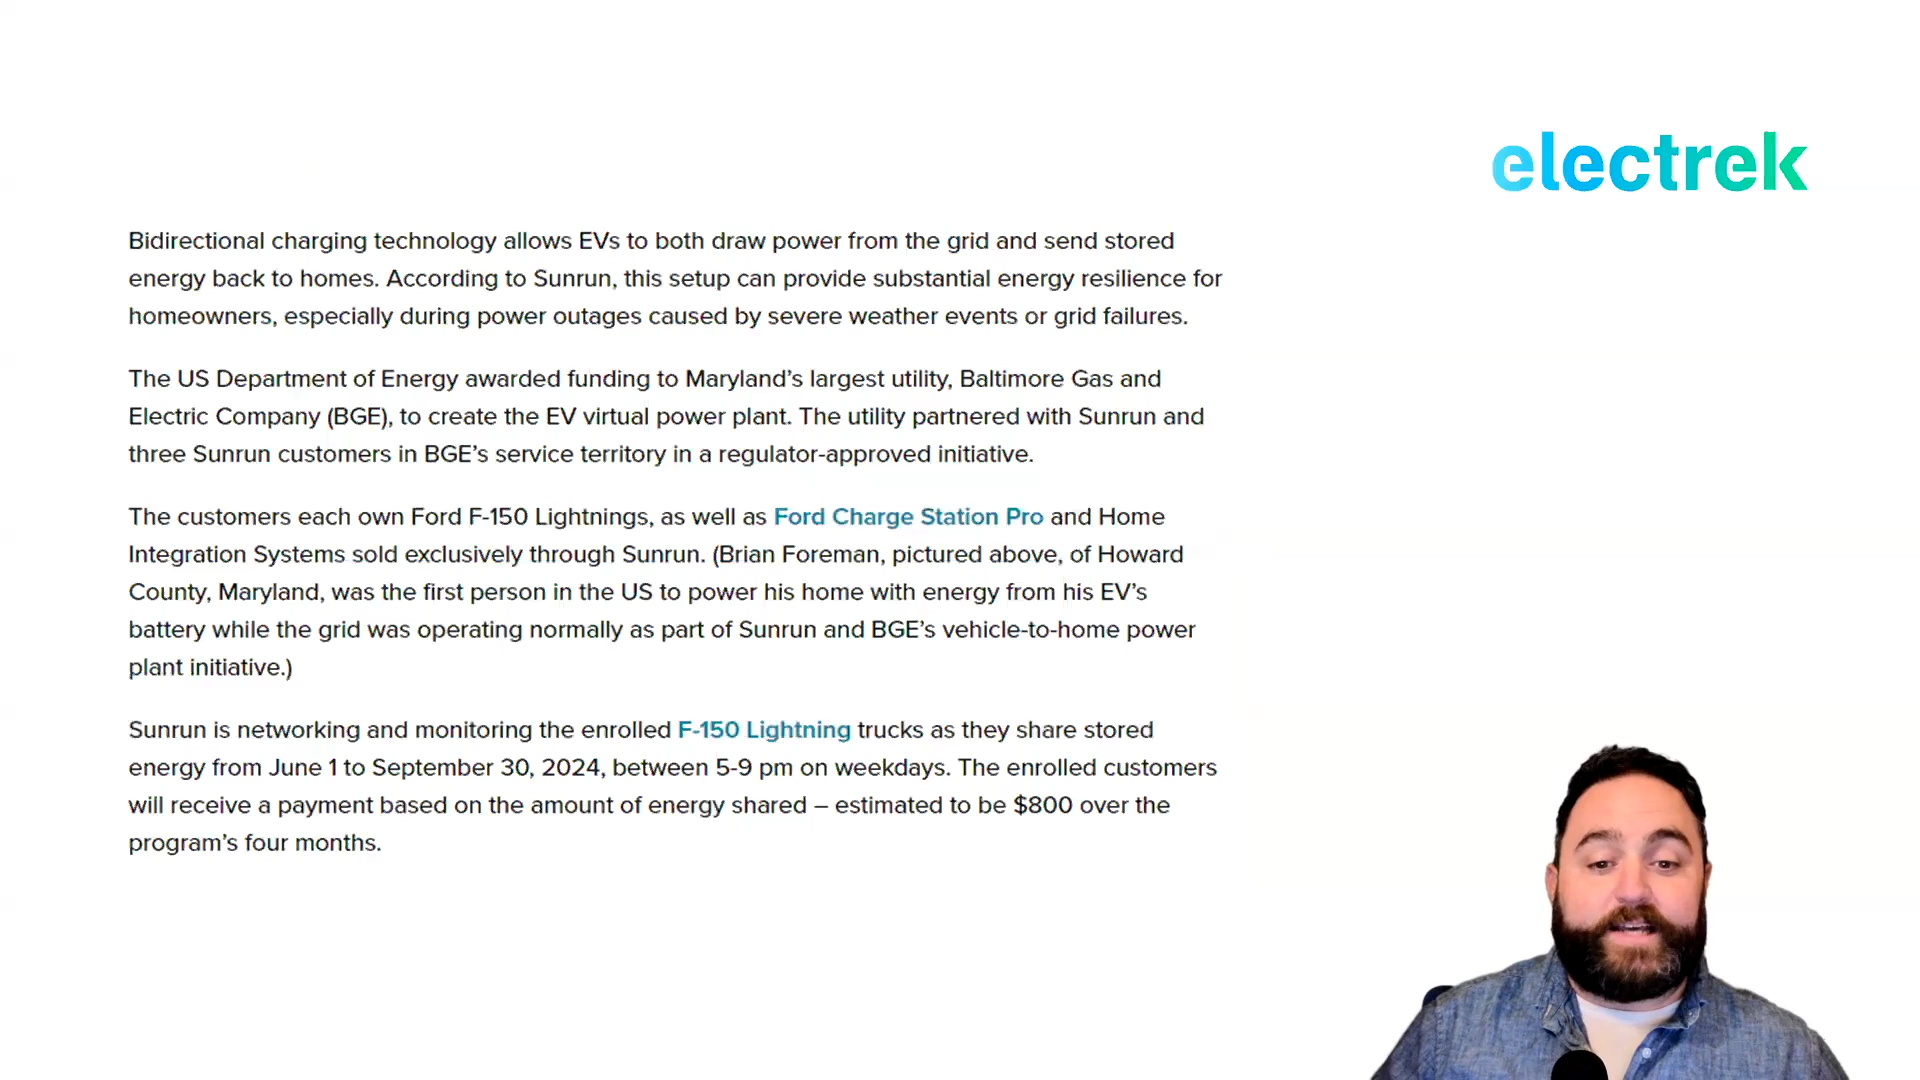 electrek
Bidirectional charging technology allows EVs to both draw power from the grid and send stored
energy back to homes. According to Sunrun, this setup can provide substantial energy resilience for
homeowners, especially during power outages caused by severe weather events or grid failures.
The US Department of Energy awarded funding to Maryland’s largest utility, Baltimore Gas and
Electric Company (BGE), to create the EV virtual power plant. The utility partnered with Sunrun and
three Sunrun customers in BGE’s service territory in a regulator-approved initiative.
The customers each own Ford F-150 Lightnings, as well as Ford Charge Station Pro and Home
Integration Systems sold exclusively through Sunrun. (Brian Foreman, pictured above, of Howard
County, Maryland, was the first person in the US to power his home with energy from his EV’s
battery while the grid was operating normally as part of Sunrun and BGE’s vehicle-to-home power
plant initiative.)
Sunrun is networking and monitoring the enrolled F-150 Lightning trucks as they share stored
energy from June 1 to September 30, 2024, between 5-9 pm on weekdays. The enrolled customers
will receive a payment based on the amount of energy shared – estimated to be $800 over the
program’s four months.